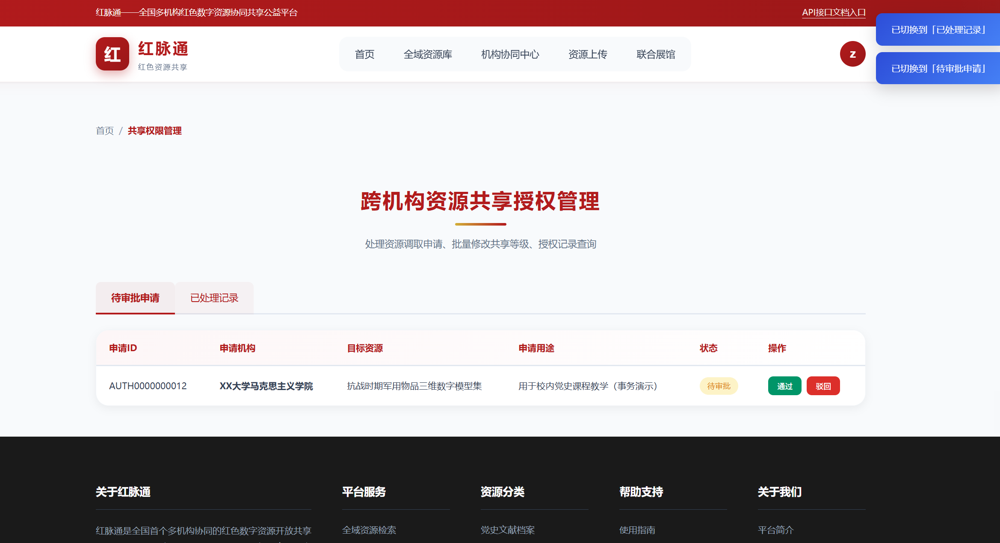 红脉通——全国多机构红色数字资源协同共享公益平台
API接口文档入口
已切换到「已处理记录」
已切换到「待审批申请」
红
红脉通
红色资源共享
首页
全域资源库
机构协同中心
资源上传
联合展馆
z
首页 / 共享权限管理
跨机构资源共享授权管理
处理资源调取申请、批量修改共享等级、授权记录查询
待审批申请
已处理记录
申请ID 申请机构 目标资源 申请用途 状态 操作
AUTH0000000012 XX大学马克思主义学院 抗战时期军用物品三维数字模型集 用于校内党史课程教学（事务演示） 待审批 通过 驳回
关于红脉通
红脉通是全国首个多机构协同的红色数字资源开放共享
平台服务
全域资源检索
资源分类
党史文献档案
帮助支持
使用指南
关于我们
平台简介